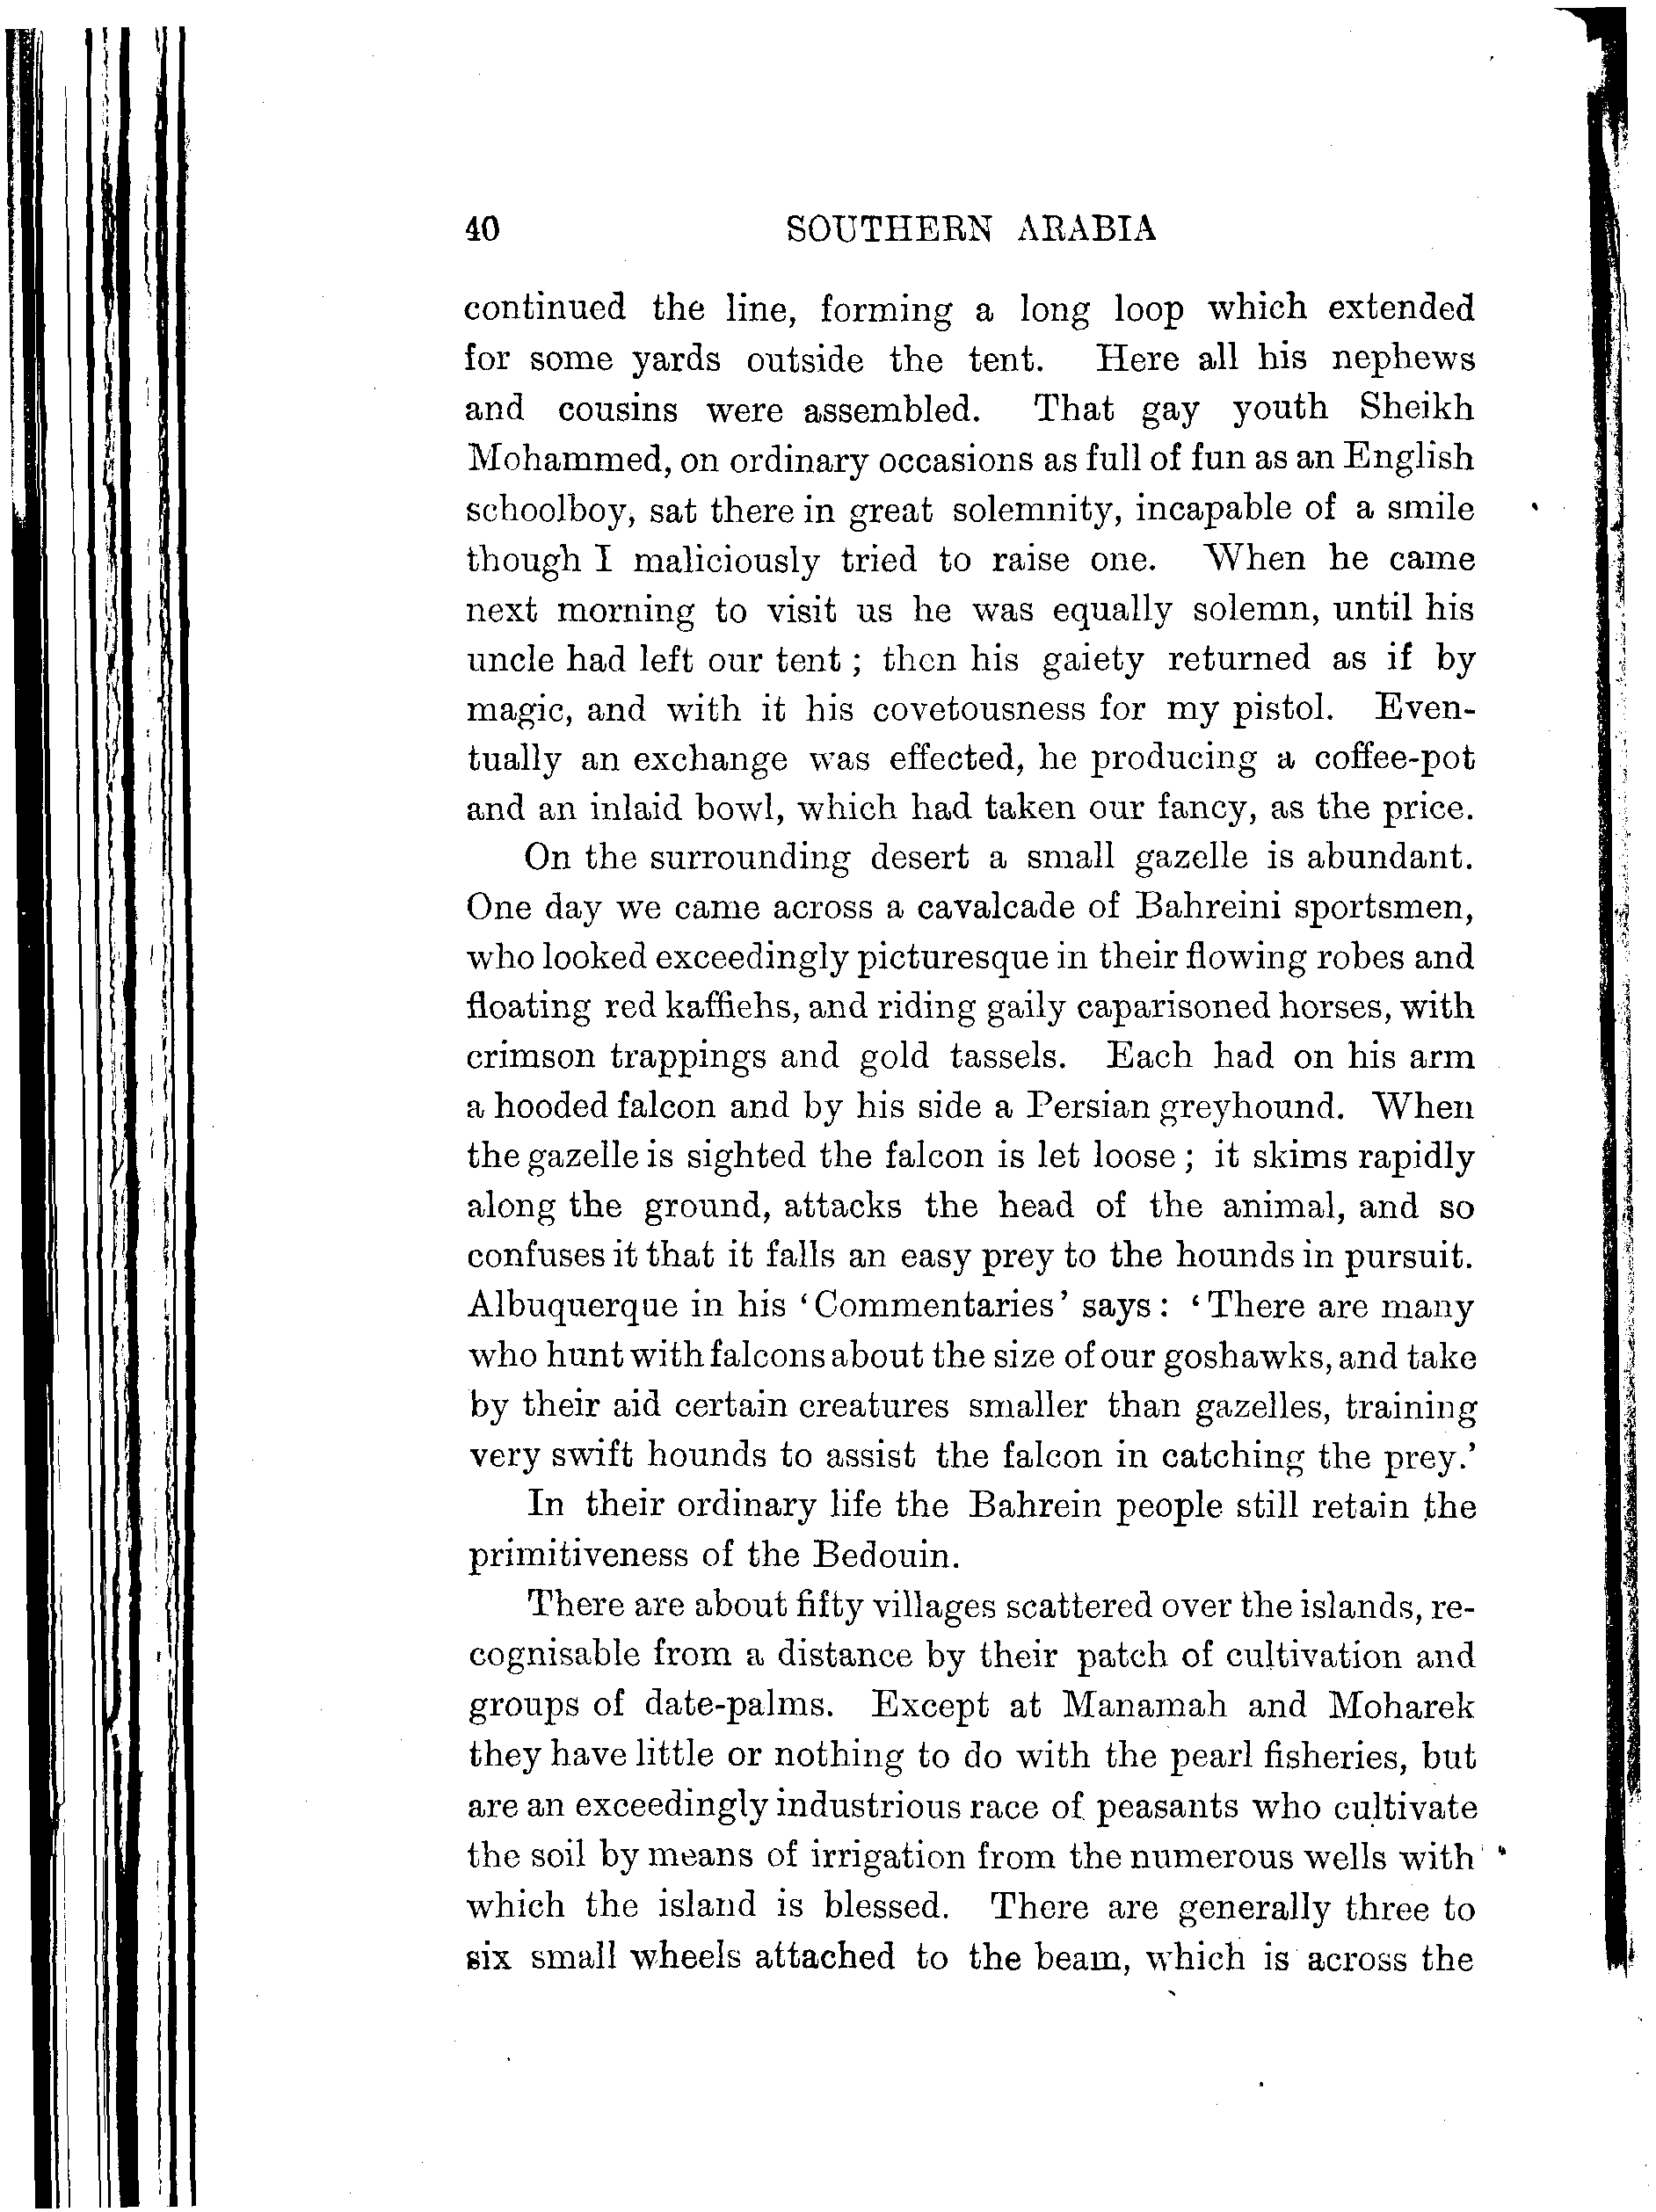 40 SOUTHERN ARABIA
continued the line, forming a long loop which extended
for some yards outside the tent. Here all his nephews
and cousins were assembled. That gay youth Sheikh
Mohammed, on ordinary occasions as full of fun as an English
schoolboy, sat there in great solemnity, incapable of a smile
though I maliciously tried to raise one. When he came
next morning to visit us he was equally solemn, until his
uncle had left our tent ; then his gaiety returned as if by
magic, and with it his covetousness for my pistol. Even-
tually an exchange was effected, he producing a coffee-pot
and an inlaid bowl, which had taken our fancy, as the price.
On the surrounding desert a small gazelle is abundant.
One day we came across a cavalcade of Bahreini sportsmen,
who looked exceedingly picturesque in their flowing robes and
floating red kaffiehs, and riding gaily caparisoned horses, with
crimson trappings and gold tassels. Each had on his arm
a hooded falcon and by his side a Persian greyhound. When
the gazelle is sighted the falcon is let loose ; it skims rapidly
along the ground, attacks the head of the animal, and so
confuses it that it falls an easy prey to the hounds in pursuit.
Albuquerque in his ‘Commentaries’ says : ‘There are many
who hunt with falcons about the size of our goshawks, and take
by their aid certain creatures smaller than gazelles, training
very swift hounds to assist the falcon in catching the prey.’
In their ordinary life the Bahrein people still retain the
primitiveness of the Bedouin.
There are about fifty villages scattered over the islands, re-
cognisable from a distance by their patch of cultivation and
groups of date-palms. Except at Manamah and Moharek
they have little or nothing to do with the pearl fisheries, but
are an exceedingly industrious race of peasants who cultivate
the soil by means of irrigation from the numerous wells with
which the island is blessed. There are generally three to
six small wheels attached to the beam, which is across the